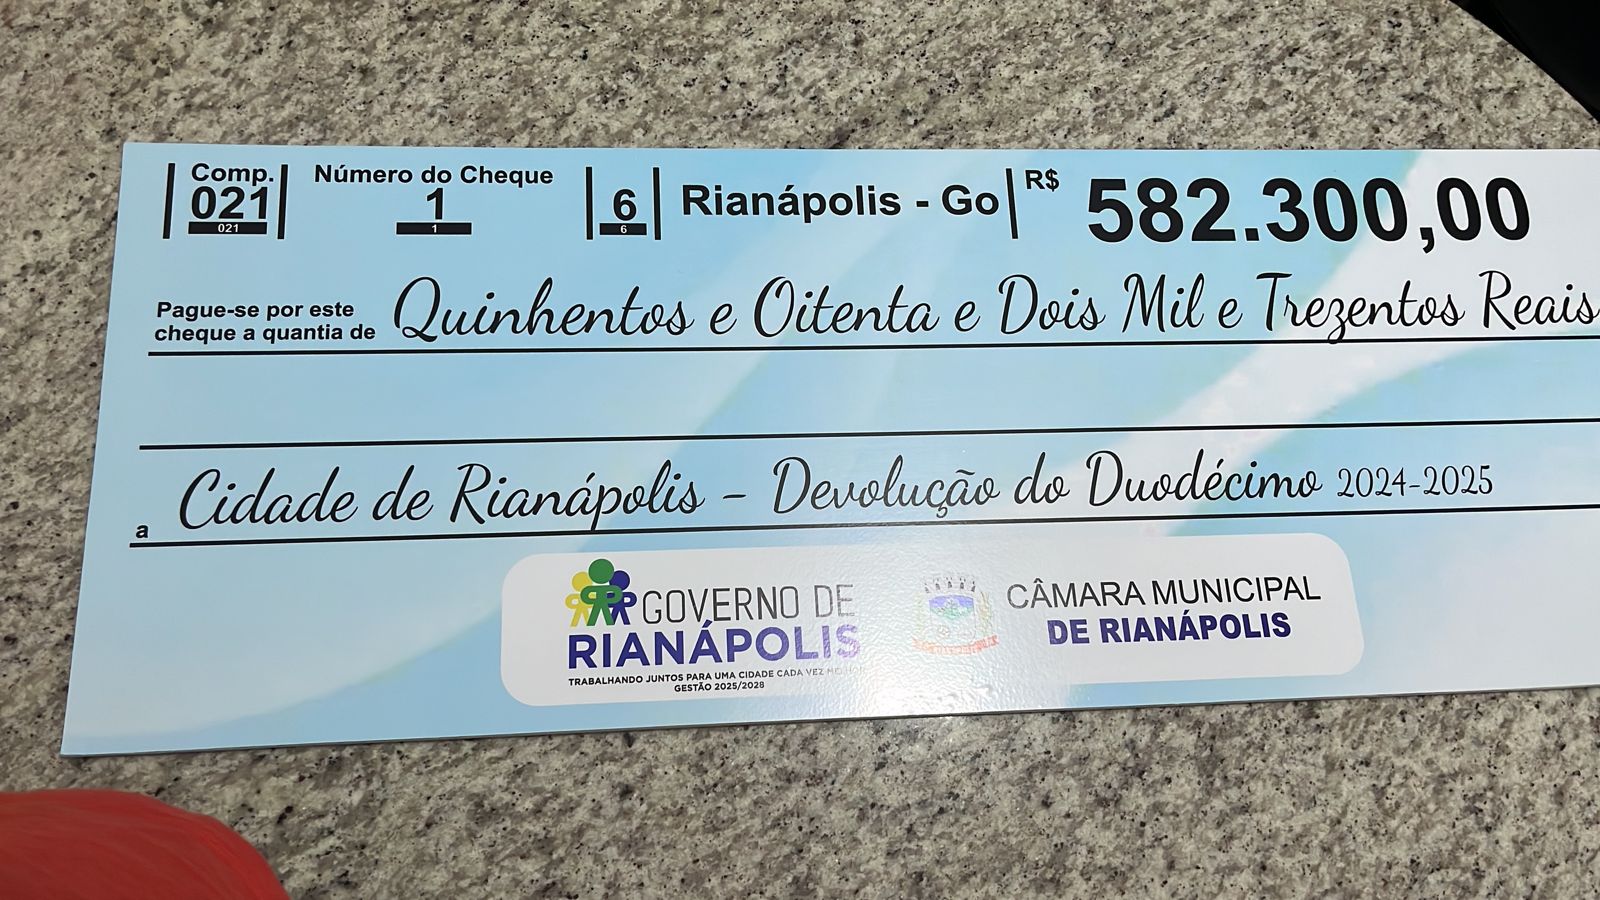 Comp. Número do Cheque
021 1 6 Rianápolis - Go R$ 582.300,00
021 1 6
Pague-se por este
cheque a quantia de Quinhentos e Oitenta e Dois Mil e Trezentos Reais
a Cidade de Rianápolis - Devolução do Duodécimo 2024-2025
GOVERNO DE
RIANÁPOLIS
TRABALHANDO JUNTOS PARA UMA CIDADE CADA VEZ
GESTÃO 2025/2028
CÂMARA MUNICIPAL
DE RIANÁPOLIS